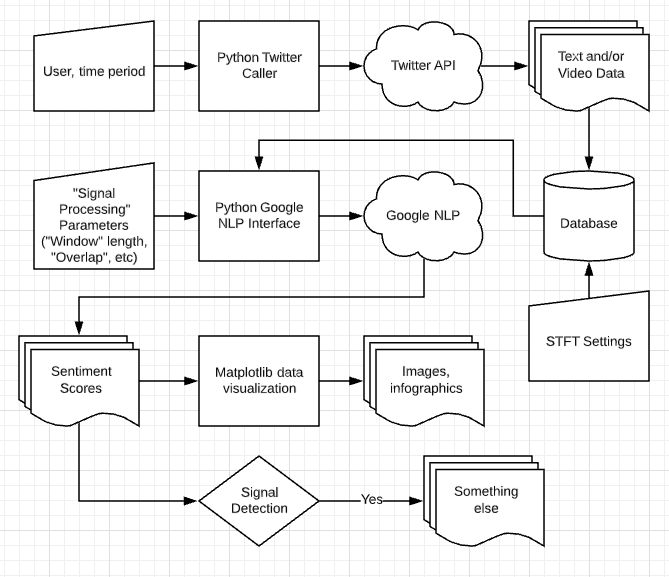 User, time period
Python Twitter
Caller
Twitter API
Text and/or
Video Data
"Signal
Processing"
Parameters
("Window" length,
"Overlap", etc)
Python Google
NLP Interface
Google NLP
Database
STFT Settings
Sentiment
Scores
Matplotlib data
visualization
Images,
infographics
Signal
Detection
Yes
Something
else